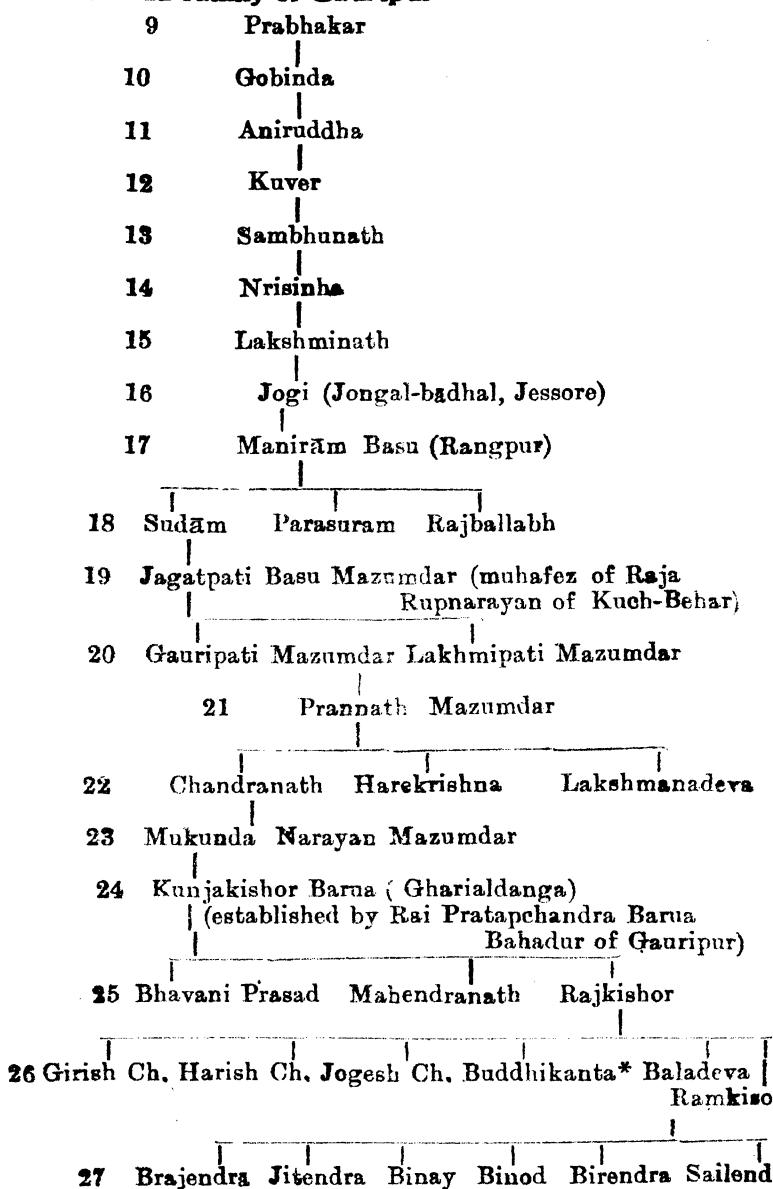 9 Prabhakar
10 Gobinda
11 Aniruddha
12 Kuver
13 Sambhunath
14 Nrisinha
15 Lakshminath
16 Jogi (Jongal-badhal, Jessore)
17 Manirām Basu (Rangpur)
18 Sudām Parasuram Rajballabh
19 Jagatpati Basu Mazumdar (muhafez of Raja
Rupnarayan of Kuch-Behar)
20 Gauripati Mazumdar Lakhmipati Mazumdar
21 Prannath Mazumdar
22 Chandranath Harekrishna Lakshmanadeva
23 Mukunda Narayan Mazumdar
24 Kunjakishor Barua ( Gharialdanga)
(established by Rai Pratapchandra Barua
Bahadur of Gauripur)
25 Bhavani Prasad Mahendranath Rajkishor
26 Girish Ch. Harish Ch. Jogesh Ch. Buddhikanta* Baladeva
Ramkiso
27 Brajendra Jitendra Binay Binod Birendra Sailend